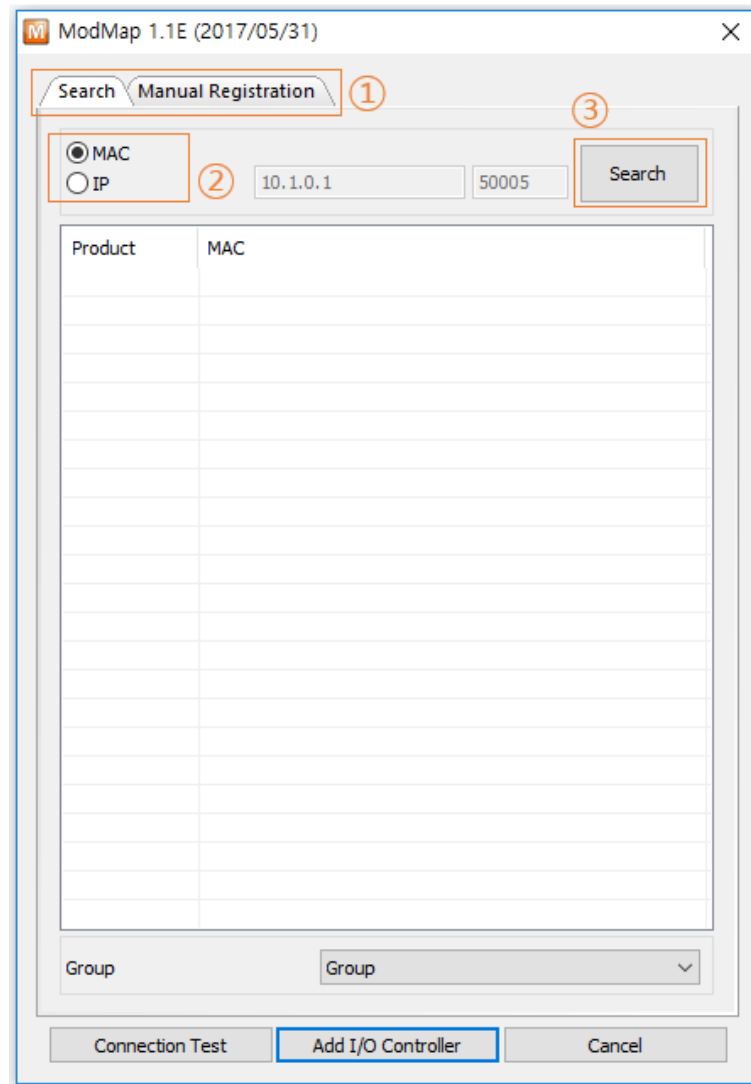 ModMap 1.1E (2017/05/31)
Search Manual Registration ①
③
MAC
IP ② 10.1.0.1 50005 Search
Product MAC
Group Group
Connection Test Add I/O Controller Cancel